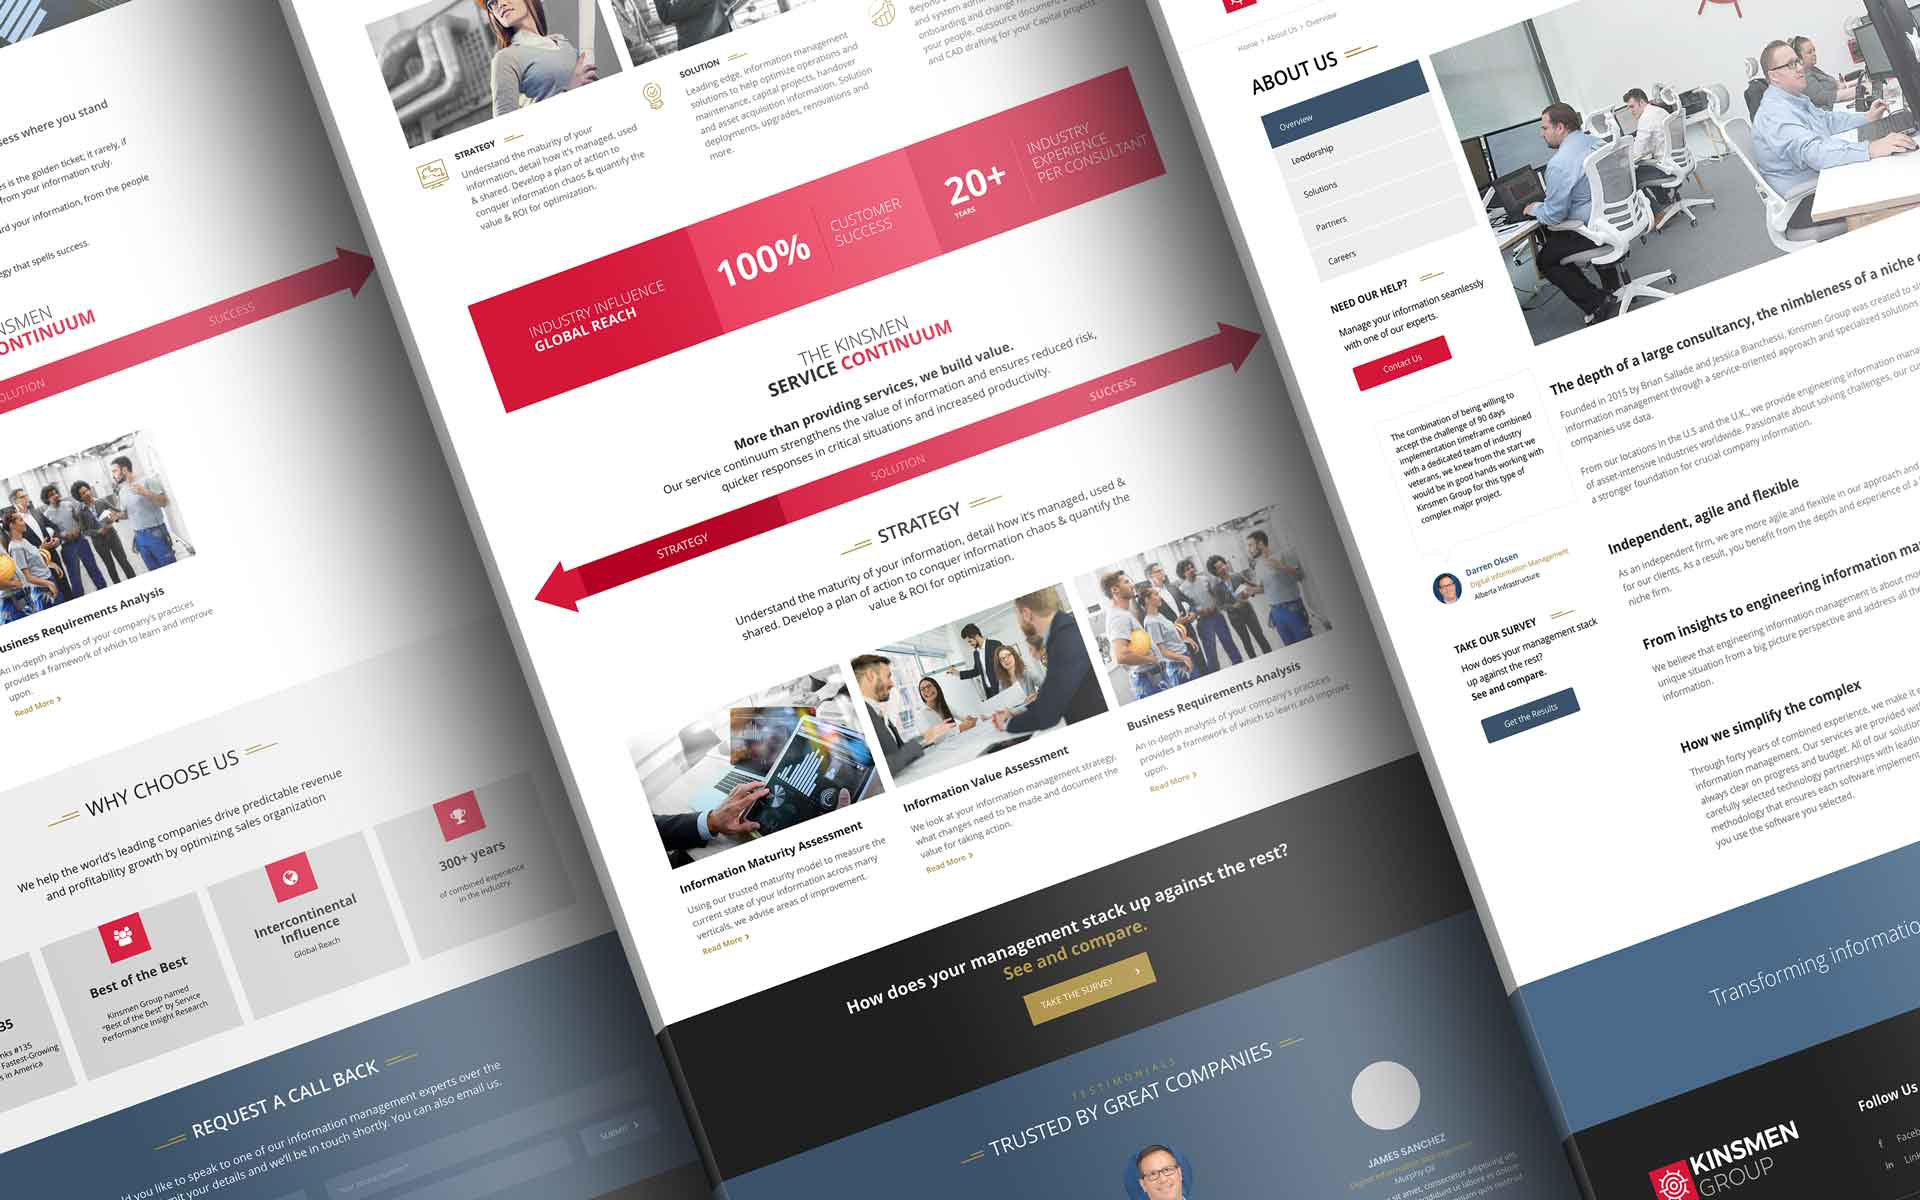 ess where you stand
es is the golden ticket; it rarely, if
from your information truly.
rd your information, from the people
egy that spells success.
NSMEN
ONTINUUM
OLUTION
SUCCESS
usiness Requirements Analysis
An in-depth analysis of your company's practices
provides a framework of which to learn and improve
upon.
Read More >
WHY CHOOSE US
We help the world's leading companies drive predictable revenue
and profitability growth by optimizing sales organization
35
nks #135
Fastest-Growing
s in America
Best of the Best
Kinsmen Group named
"Best of the Best" by Service
Performance Insight Research
Intercontinental
Influence
Global Reach
300+ years
of combined experience
in the industry.
REQUEST A CALL BACK
ld you like to speak to one of our information management experts over the
mit your details and we'll be in touch shortly. You can also email us.
SUBMIT >
STRATEGY
Understand the maturity of your
information, detail how it's managed, used
& shared. Develop a plan of action to
conquer information chaos & quantify the
value & ROI for optimization.
SOLUTION
Leading edge, information management
solutions to help optimize operations and
maintenance, capital projects, handover
and asset acquisition information. Solution
deployments, upgrades, renovations and
more.
and system admi
onboarding and change
your people, outsource document
and CAD drafting for your Capital projects
INDUSTRY INFLUENCE
GLOBAL REACH
100%
CUSTOMER
SUCCESS
20+
YEARS
INDUSTRY
EXPERIENCE
PER CONSULTANT
THE KINSMEN
SERVICE CONTINUUM
More than providing services, we build value.
Our service continuum strengthens the value of information and ensures reduced risk,
quicker responses in critical situations and increased productivity.
STRATEGY
SOLUTION
SUCCESS
STRATEGY
Understand the maturity of your information, detail how it's managed, used &
shared. Develop a plan of action to conquer information chaos & quantify the
value & ROI for optimization.
Information Maturity Assessment
Using our trusted maturity model to measure the
current state of your information across many
verticals, we advise areas of improvement.
Read More >
Information Value Assessment
We look at your information management strategy,
what changes need to be made and document the
value for taking action.
Read More >
Business Requirements Analysis
An in-depth analysis of your company's practices
provides a framework of which to learn and improve
upon.
Read More >
How does your management stack up against the rest?
See and compare.
TAKE THE SURVEY >
TESTIMONIALS
TRUSTED BY GREAT COMPANIES
JAMES SANCHEZ
Murphy Oil
sit amet, consectetur adipiscing elit,
Home > About Us > Overview
ABOUT US
Overview
Leadership
Solutions
Partners
Careers
NEED OUR HELP?
Manage your information seamlessly
with one of our experts.
Contact Us
The combination of being willing to
accept the challenge of 90 days
implementation timeframe combined
with a dedicated team of industry
veterans, we knew from the start we
would be in good hands working with
Kinsmen Group for this type of
complex major project.
Darren Oksen
Digital Information Management
Alberta Infrastructure
TAKE OUR SURVEY
How does your management stack
up against the rest?
See and compare.
Get the Results
The depth of a large consultancy, the nimbleness of a niche
Founded in 2015 by Brian Sallade and Jessica Bianchessi, Kinsmen Group was created to
information management through a service-oriented approach and specialized solutions
companies use data.
From our locations in the U.S and the U.K., we provide engineering information mana
of asset-intensive industries worldwide. Passionate about solving challenges, our cu
a stronger foundation for crucial company information.
Independent, agile and flexible
As an independent firm, we are more agile and flexible in our approach and
for our clients. As a result, you benefit from the depth and experience of a
niche firm.
From insights to engineering information ma
We believe that engineering information management is about mo
unique situation from a big picture perspective and address all the
information.
How we simplify the complex
Through forty years of combined experience, we make it
information management. Our services are provided wit
always clear on progress and budget. All of our solution
carefully selected technology partnerships with leading
methodology that ensures each software implement
you use the software you selected.
Transforming informatio
KINSMEN
GROUP
Follow Us
Faceb
Link